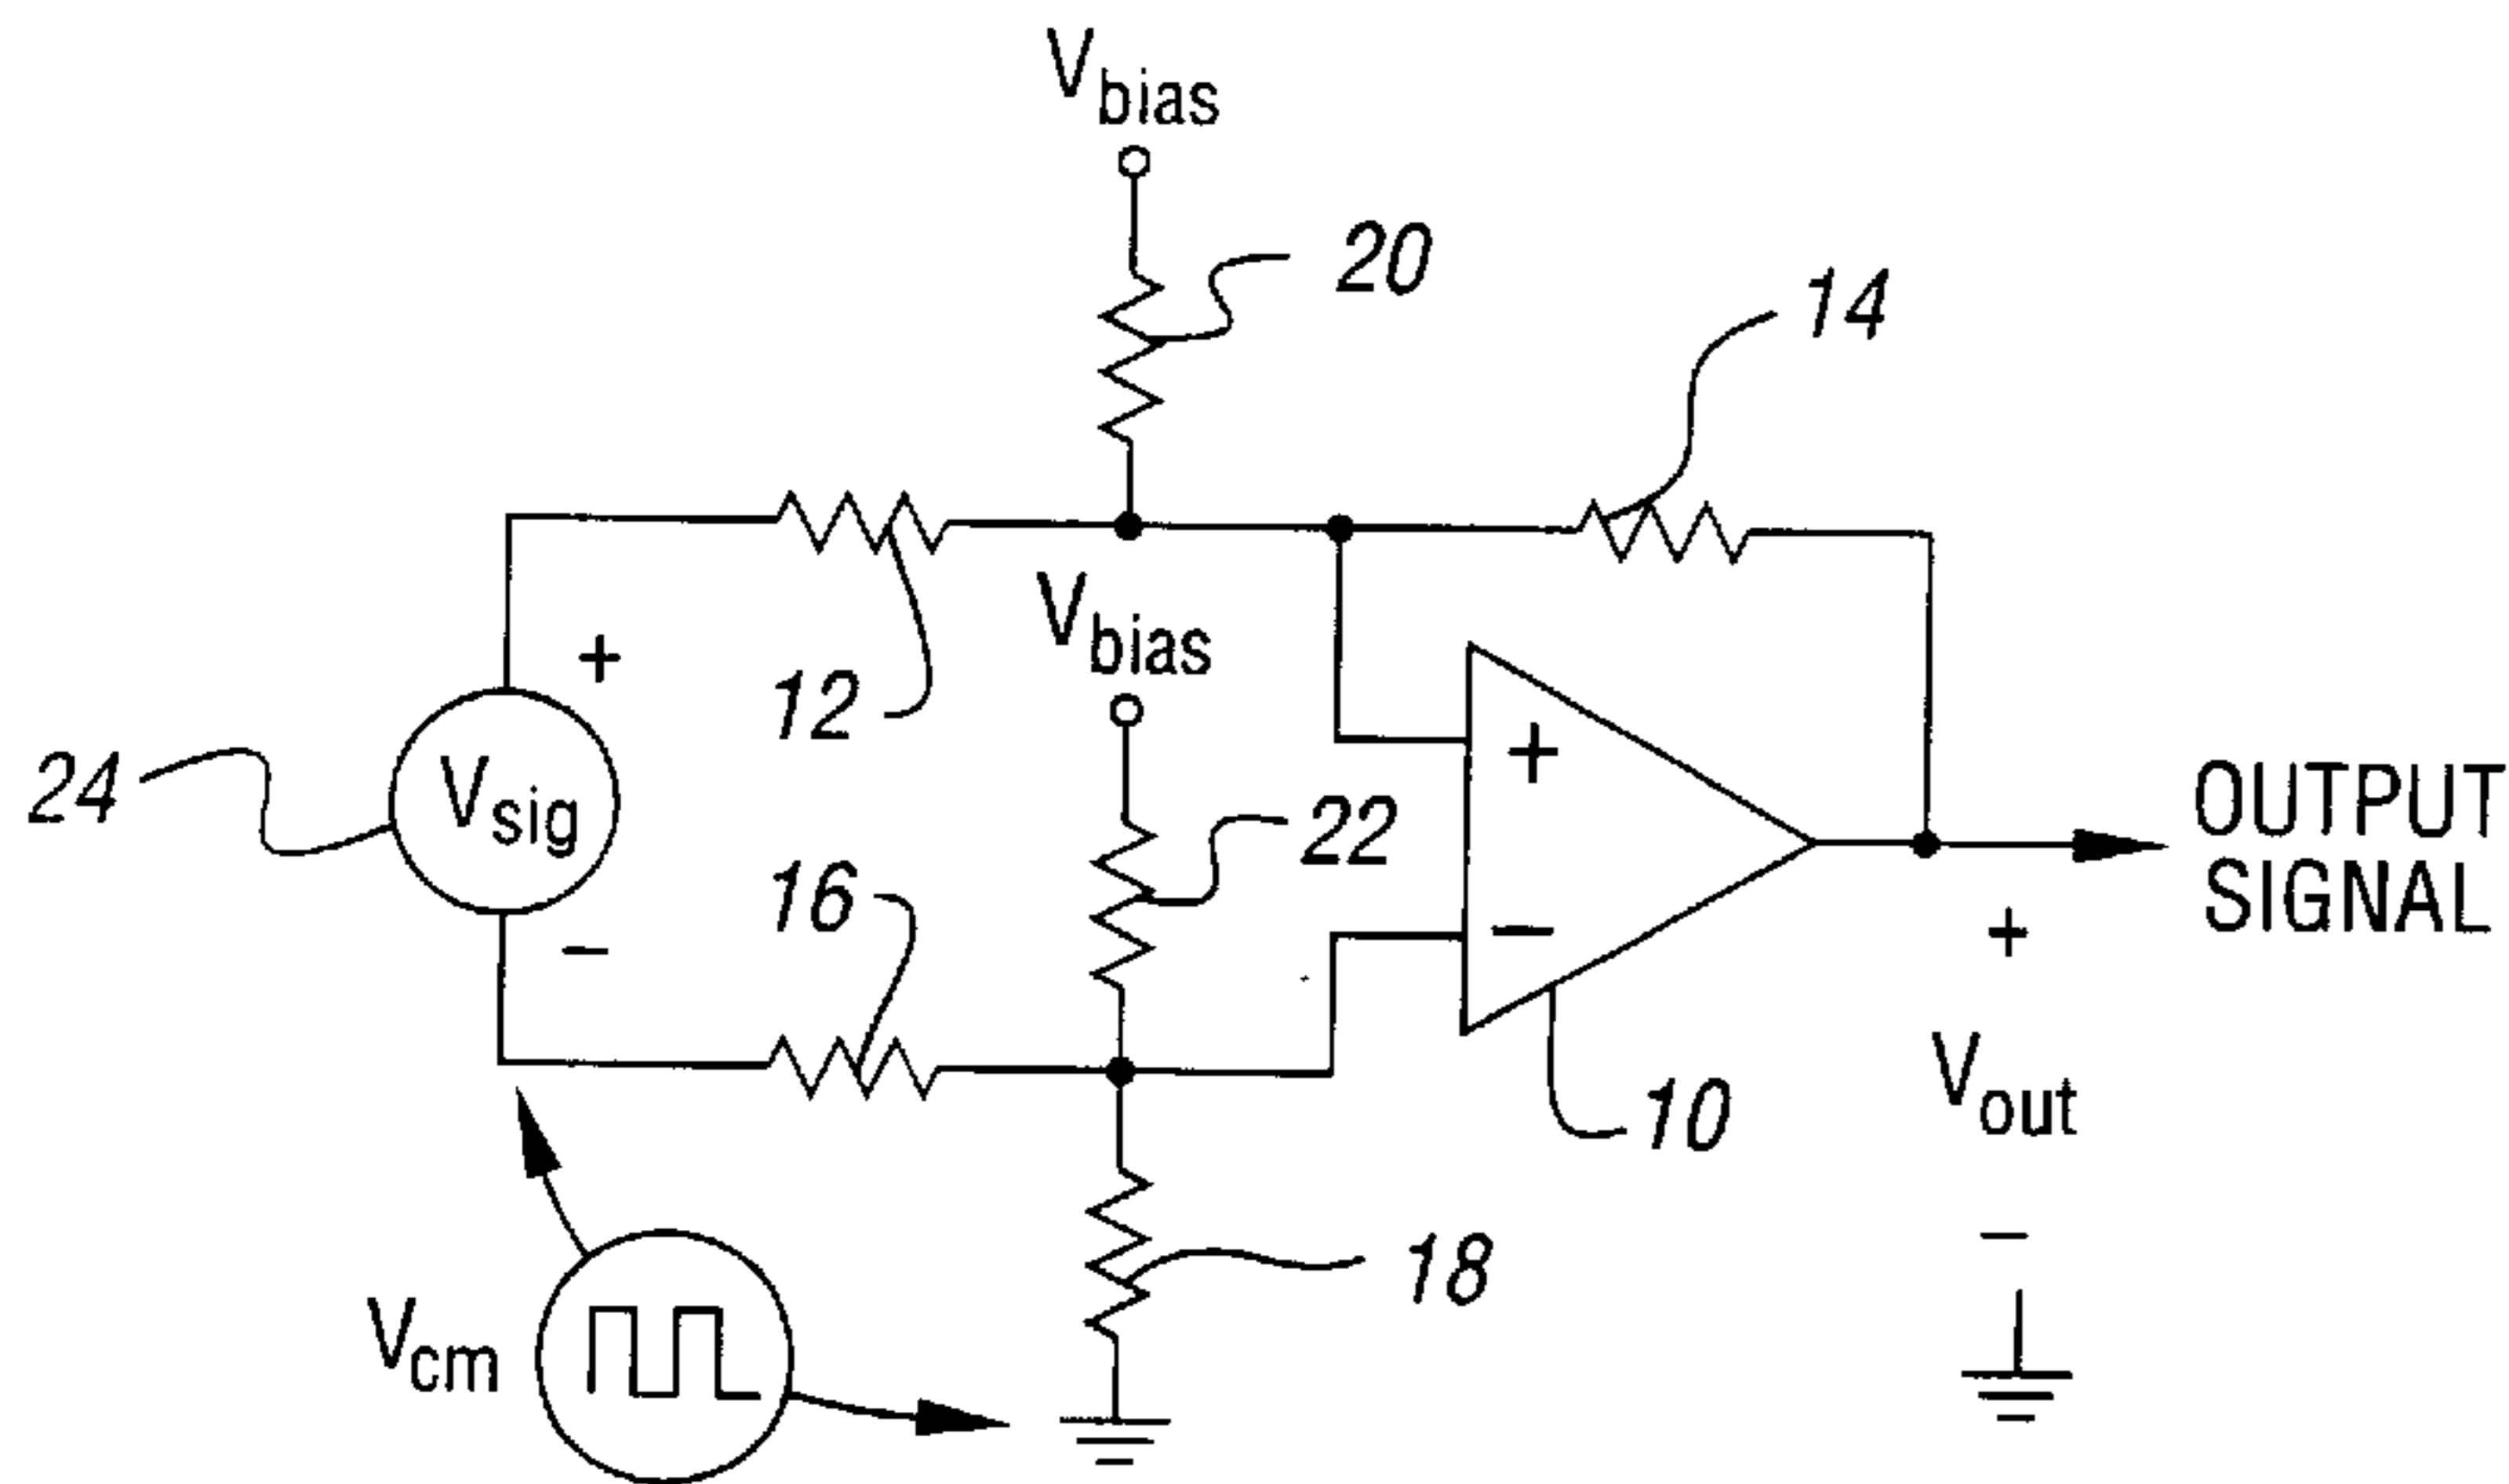 Vbias
20
14
Vbias
12
+
24
Vsig
+
22
OUTPUT
SIGNAL
16
−
−
+
10
Vout
−
18
Vcm